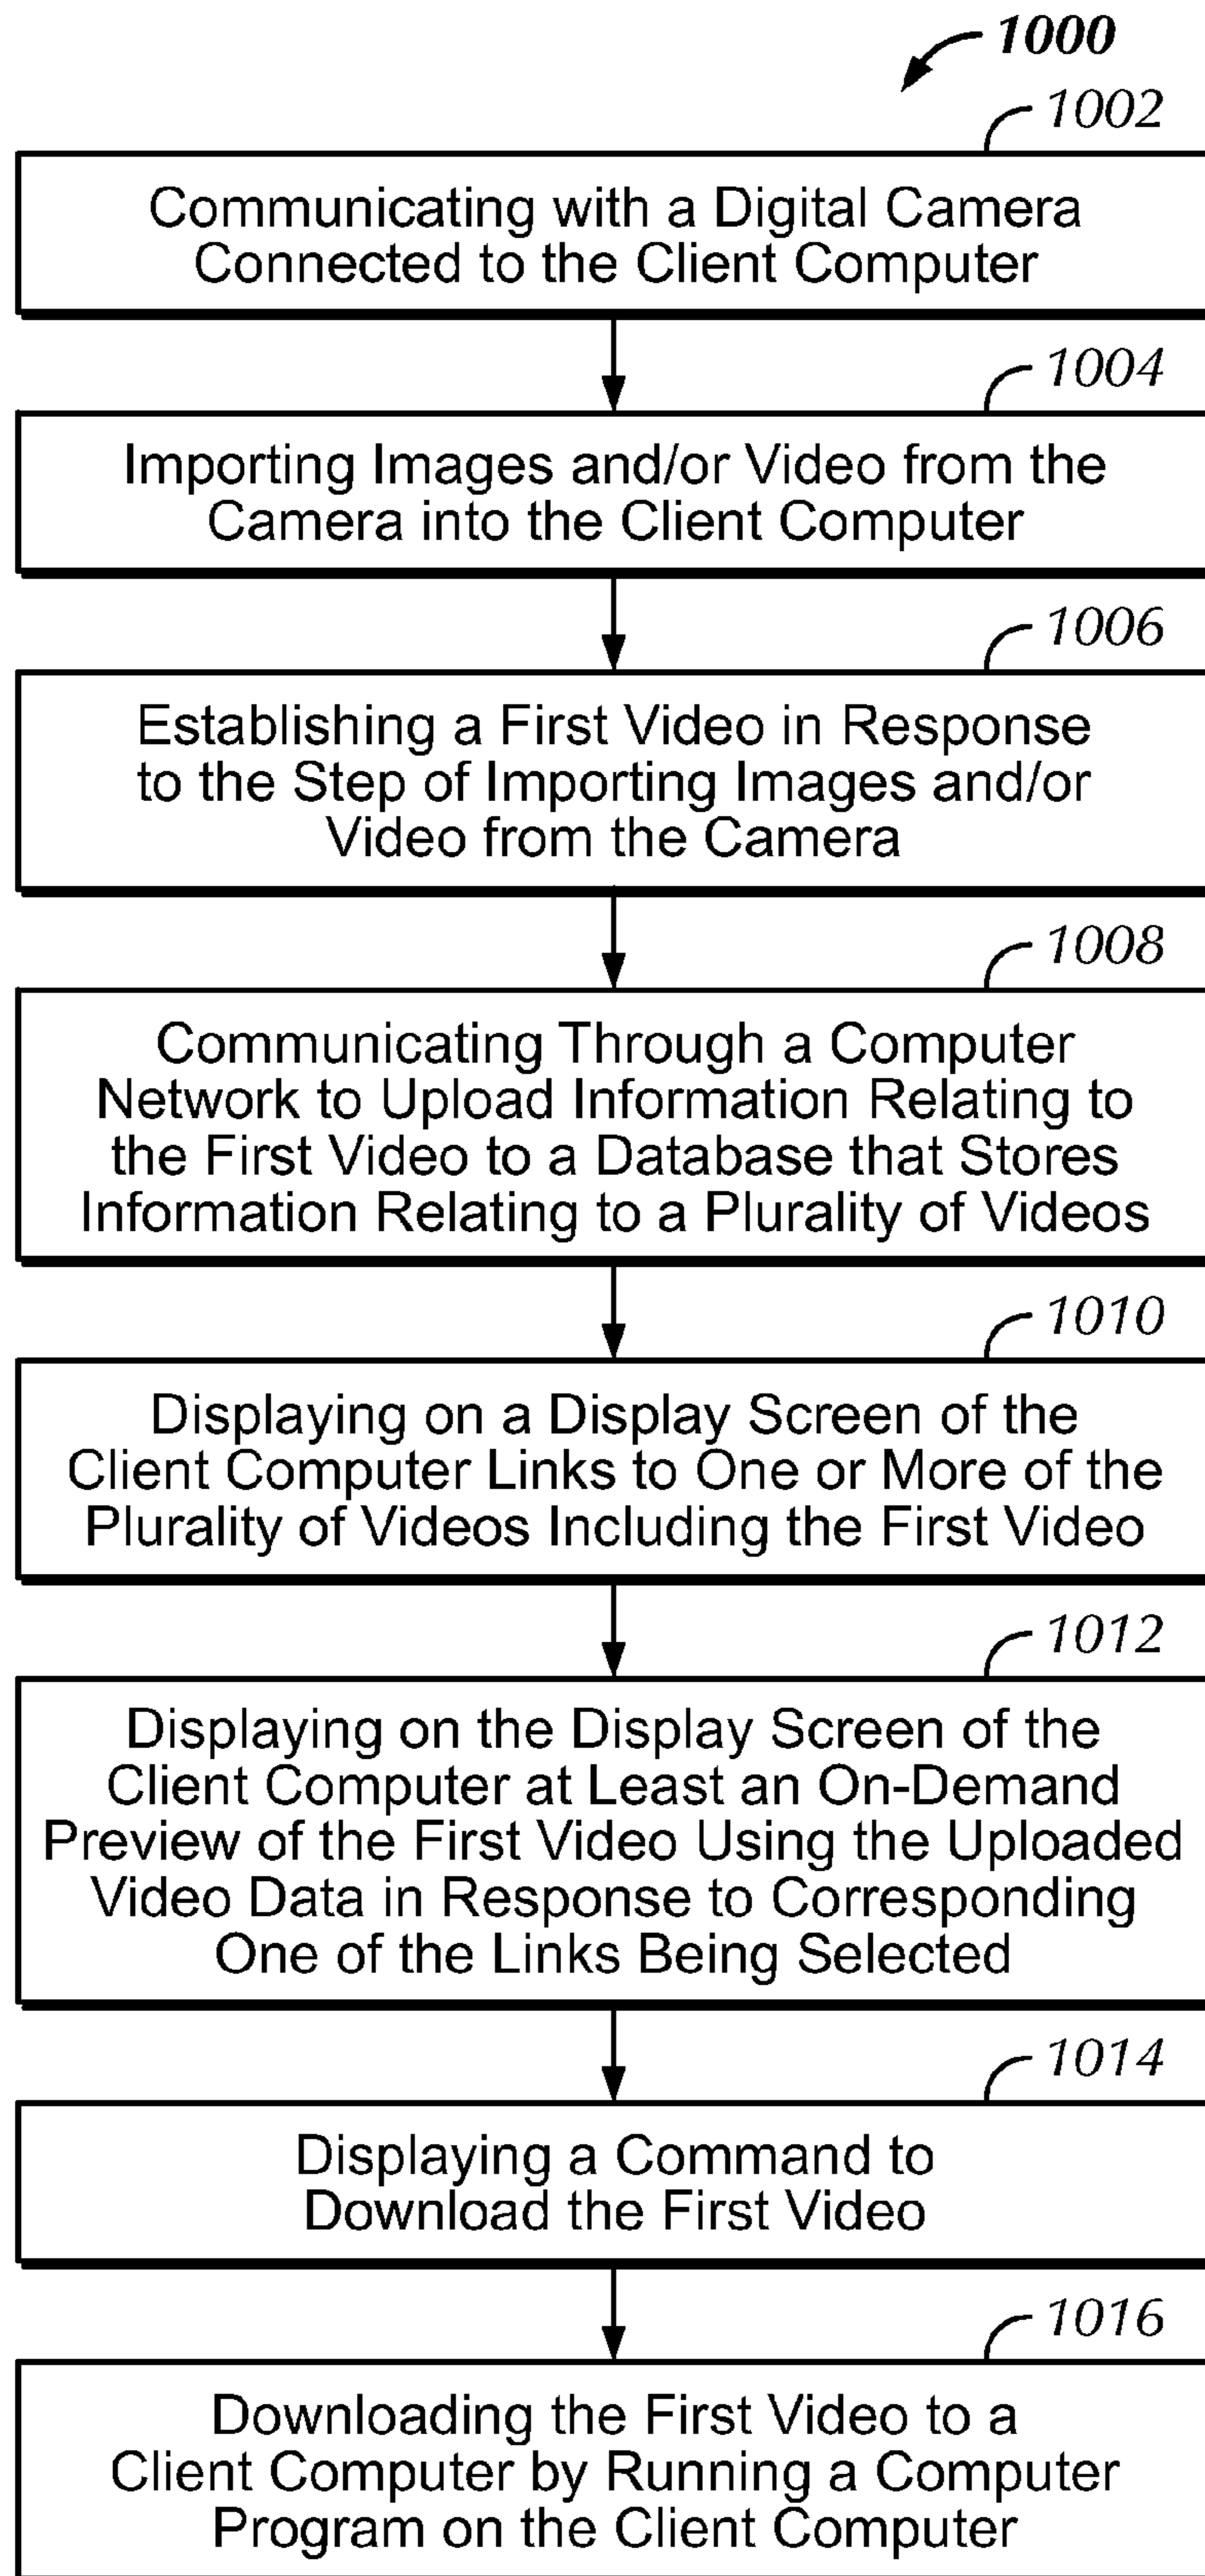 1000
1002
Communicating with a Digital Camera
Connected to the Client Computer
1004
Importing Images and/or Video from the
Camera into the Client Computer
1006
Establishing a First Video in Response
to the Step of Importing Images and/or
Video from the Camera
1008
Communicating Through a Computer
Network to Upload Information Relating to
the First Video to a Database that Stores
Information Relating to a Plurality of Videos
1010
Displaying on a Display Screen of the
Client Computer Links to One or More of the
Plurality of Videos Including the First Video
1012
Displaying on the Display Screen of the
Client Computer at Least an On-Demand
Preview of the First Video Using the Uploaded
Video Data in Response to Corresponding
One of the Links Being Selected
1014
Displaying a Command to
Download the First Video
1016
Downloading the First Video to a
Client Computer by Running a Computer
Program on the Client Computer